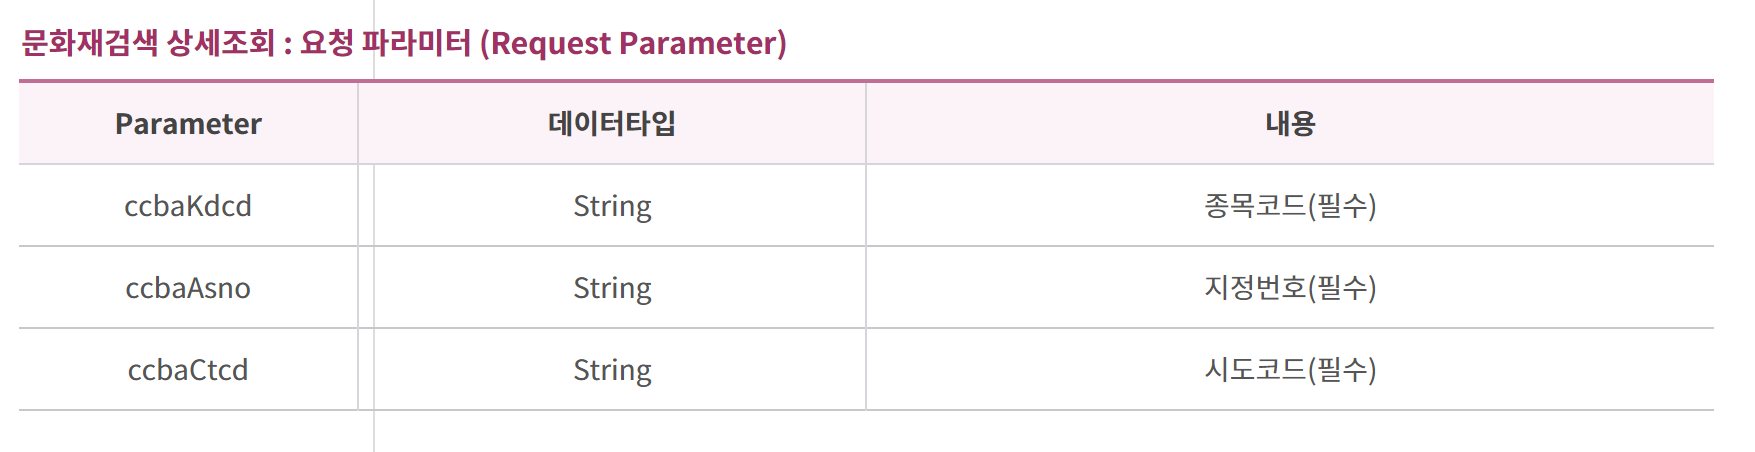 문화재검색 상세조회 : 요청 파라미터 (Request Parameter)
Parameter 데이터타입 내용
ccbaKdcd String 종목코드(필수)
ccbaAsno String 지정번호(필수)
ccbaCtcd String 시도코드(필수)